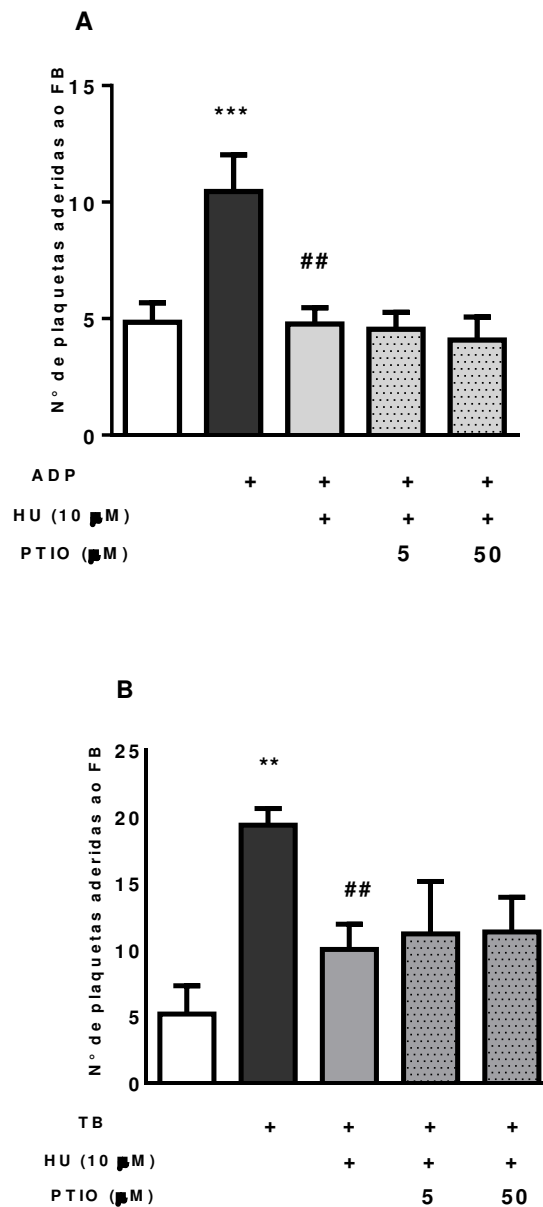 A
N° de plaquetas aderidas ao FB
15
***
10
##
5
0
ADP + + + +
HU (10 µM) + + +
PTIO (µM) 5 50
B
N° de plaquetas aderidas ao FB
25
**
20
15
##
10
5
0
TB + + + +
HU (10 µM) + + +
PTIO (µM) 5 50